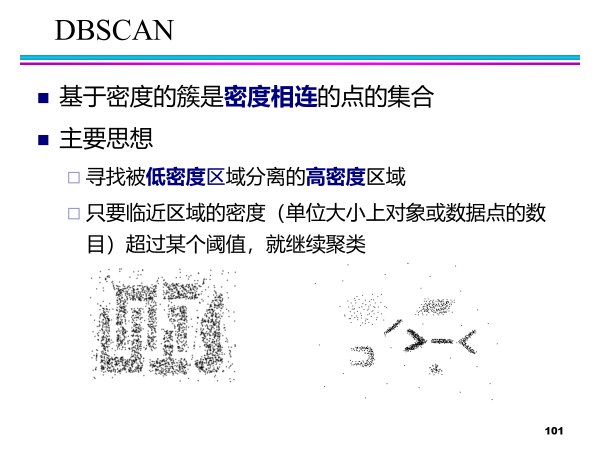 DBSCAN
基于密度的簇是密度相连的点的集合
主要思想
寻找被低密度区域分离的高密度区域
只要临近区域的密度（单位大小上对象或数据点的数
目）超过某个阈值，就继续聚类
101